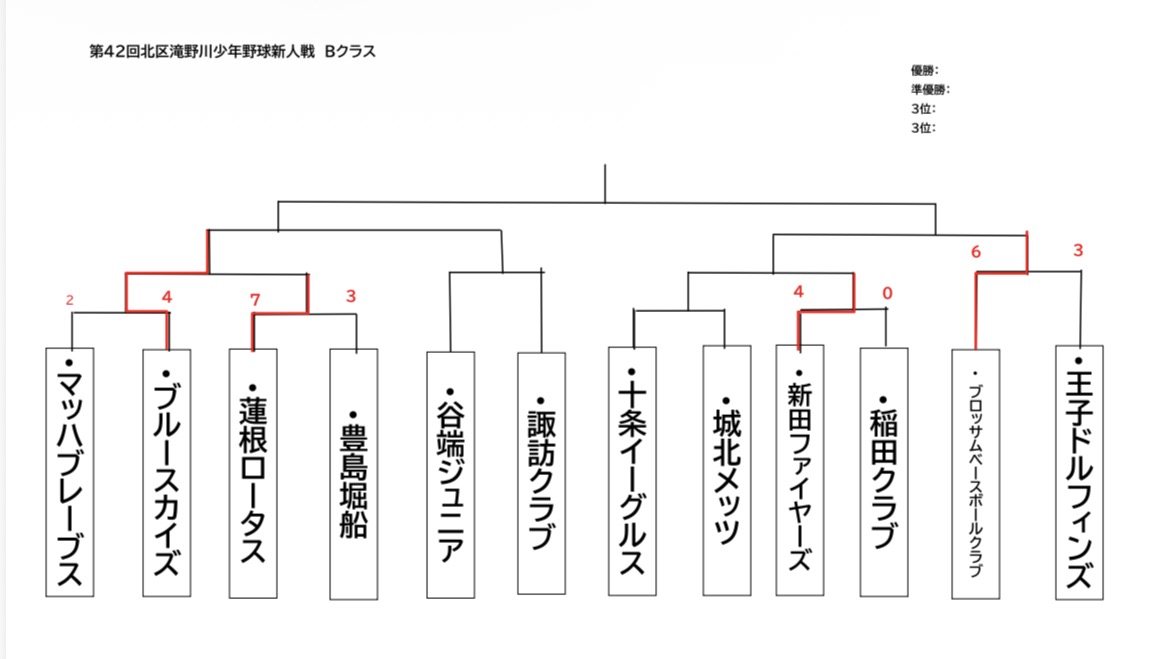 第42回北区滝野川少年野球新人戦 Bクラス
優勝:
準優勝:
3位:
3位:
6
3
2
4
7
3
4
0
・マッハブレーブス
・ブルースカイズ
・蓮根ロータス
・豊島堀船
・谷端ジュニア
・諏訪クラブ
・十条イーグルス
・城北メッツ
・新田ファイヤーズ
・稲田クラブ
・ブロッサムベースボールクラブ
・王子ドルフィンズ